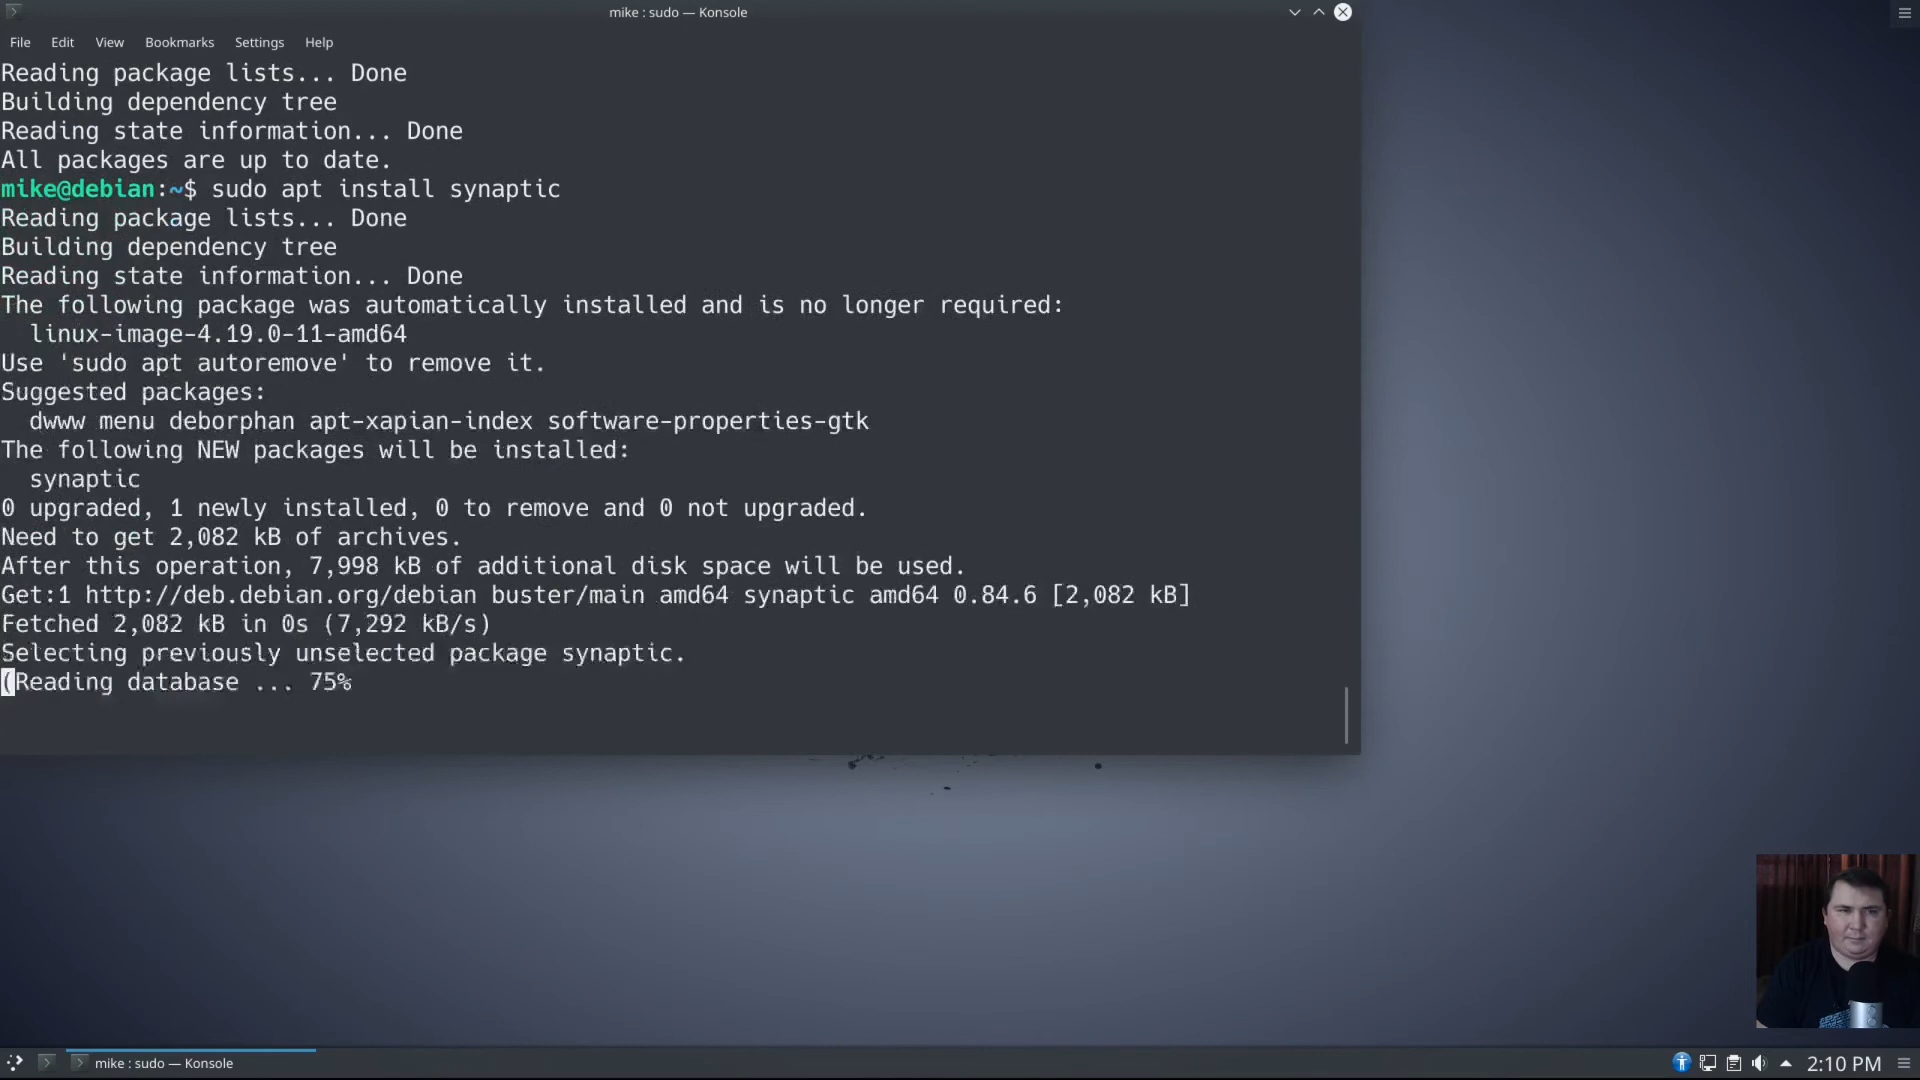 mike : sudo — Konsole
File Edit View Bookmarks Settings Help
Reading package lists... Done
Building dependency tree
Reading state information... Done
All packages are up to date.
mike@debian:~$ sudo apt install synaptic
Reading package lists... Done
Building dependency tree
Reading state information... Done
The following package was automatically installed and is no longer required:
  linux-image-4.19.0-11-amd64
Use 'sudo apt autoremove' to remove it.
Suggested packages:
  dwww menu deborphan apt-xapian-index software-properties-gtk
The following NEW packages will be installed:
  synaptic
0 upgraded, 1 newly installed, 0 to remove and 0 not upgraded.
Need to get 2,082 kB of archives.
After this operation, 7,998 kB of additional disk space will be used.
Get:1 http://deb.debian.org/debian buster/main amd64 synaptic amd64 0.84.6 [2,082 kB]
Fetched 2,082 kB in 0s (7,292 kB/s)
Selecting previously unselected package synaptic.
(Reading database ... 75%
mike : sudo — Konsole
2:10 PM